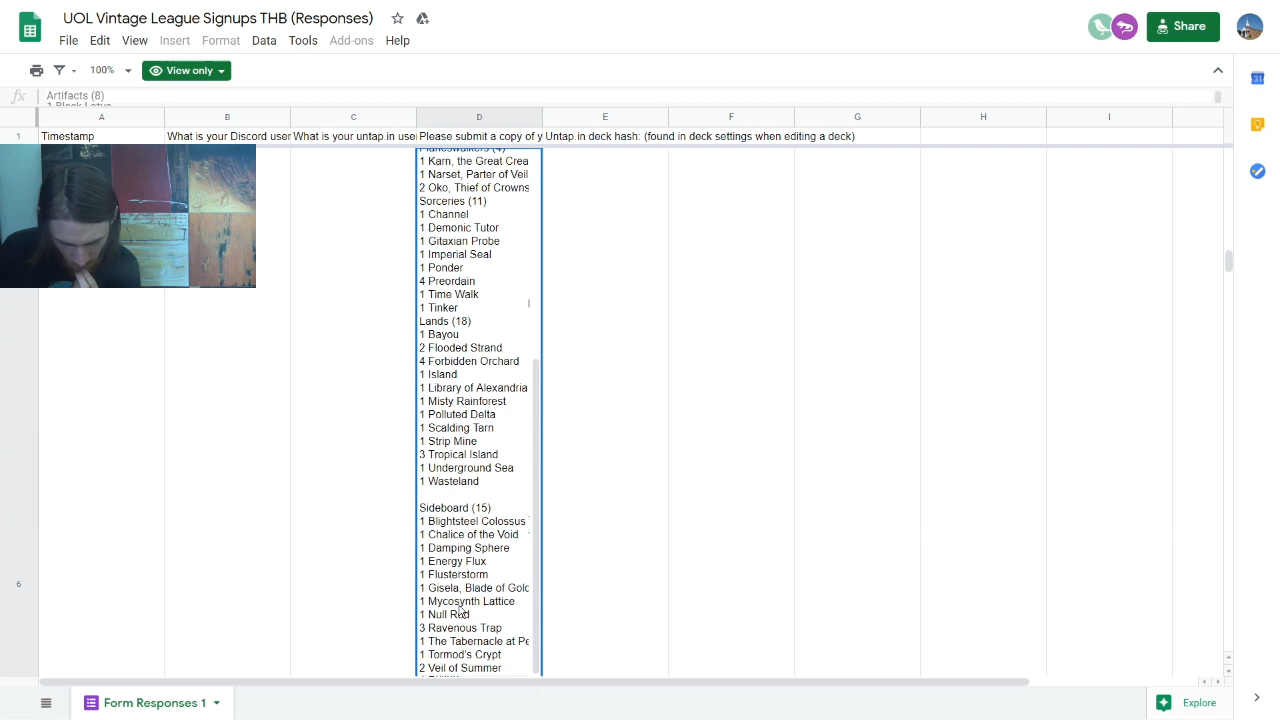 UOL Vintage League Signups THB (Responses)
File Edit View Insert Format Data Tools Add-ons Help
Share
100% View only
fx Artifacts (8)
A B C D E F G H I
1 Timestamp What is your Discord user What is your untap.in user Please submit a copy of y Untap.in deck hash: (found in deck settings when editing a deck)
1 Karn, the Great Crea
1 Narset, Parter of Veil
2 Oko, Thief of Crowns
Sorceries (11)
1 Channel
1 Demonic Tutor
1 Gitaxian Probe
1 Imperial Seal
1 Ponder
4 Preordain
1 Time Walk
1 Tinker
Lands (18)
1 Bayou
2 Flooded Strand
4 Forbidden Orchard
1 Island
1 Library of Alexandria
1 Misty Rainforest
1 Polluted Delta
1 Scalding Tarn
1 Strip Mine
3 Tropical Island
1 Underground Sea
1 Wasteland
Sideboard (15)
1 Blightsteel Colossus
1 Chalice of the Void
1 Damping Sphere
1 Energy Flux
1 Flusterstorm
6
1 Gisela, Blade of Gold
1 Mycosynth Lattice
1 Null Rod
3 Ravenous Trap
1 The Tabernacle at Pe
1 Tormod's Crypt
2 Veil of Summer
Form Responses 1
Explore